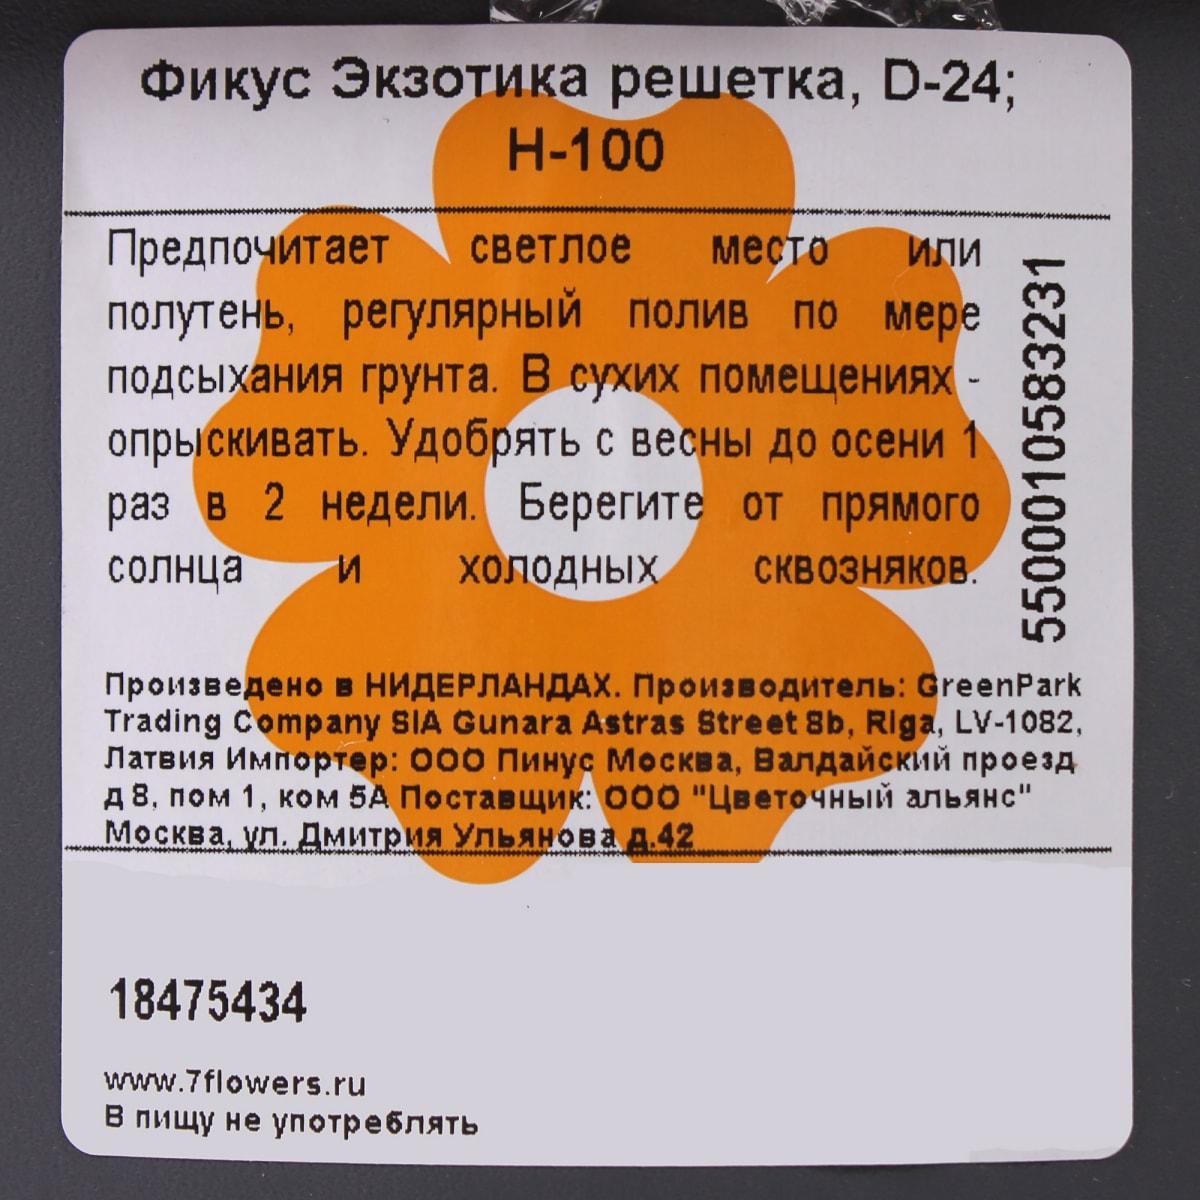 Фикус Экзотика решетка, D-24;
H-100
Предпочитает светлое место или
полутень, регулярный полив по мере
подсыхания грунта. В сухих помещениях -
опрыскивать. Удобрять с весны до осени 1
раз в 2 недели. Берегите от прямого
солнца и холодных сквозняков.
5500010583231
Произведено в НИДЕРЛАНДАХ. Производитель: GreenPark
Trading Company SIA Gunara Astras Street 8b, Riga, LV-1082,
Латвия Импортер: ООО Пинус Москва, Валдайский проезд
д 8, пом 1, ком 5А Поставщик: ООО "Цветочный альянс"
Москва, ул. Дмитрия Ульянова д.42
18475434
www.7flowers.ru
В пищу не употреблять